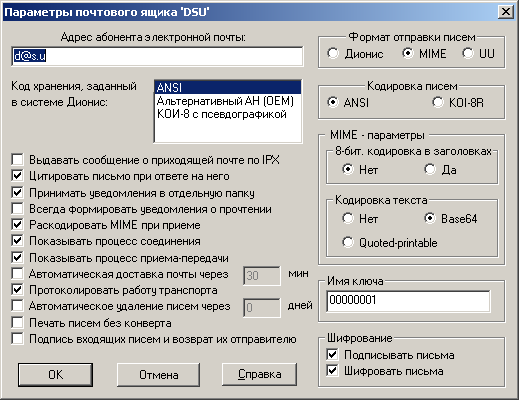 Параметры почтового ящика 'DSU'
Адрес абонента электронной почты:
d@s.u
Код хранения, заданный
в системе Дионис:
ANSI
Альтернативный АН (OEM)
КОИ-8 с псевдографикой
Выдавать сообщение о приходящей почте по IPX
Цитировать письмо при ответе на него
Принимать уведомления в отдельную папку
Всегда формировать уведомления о прочтении
Раскодировать MIME при приеме
Показывать процесс соединения
Показывать процесс приема-передачи
Автоматическая доставка почты через 30 мин
Протоколировать работу транспорта
Автоматическое удаление писем через 0 дней
Печать писем без конверта
Подпись входящих писем и возврат их отправителю
OK Отмена Справка
Формат отправки писем
Дионис MIME UU
Кодировка писем
ANSI KOI-8R
MIME - параметры
8-бит. кодировка в заголовках
Нет Да
Кодировка текста
Нет Base64
Quoted-printable
Имя ключа
00000001
Шифрование
Подписывать письма
Шифровать письма